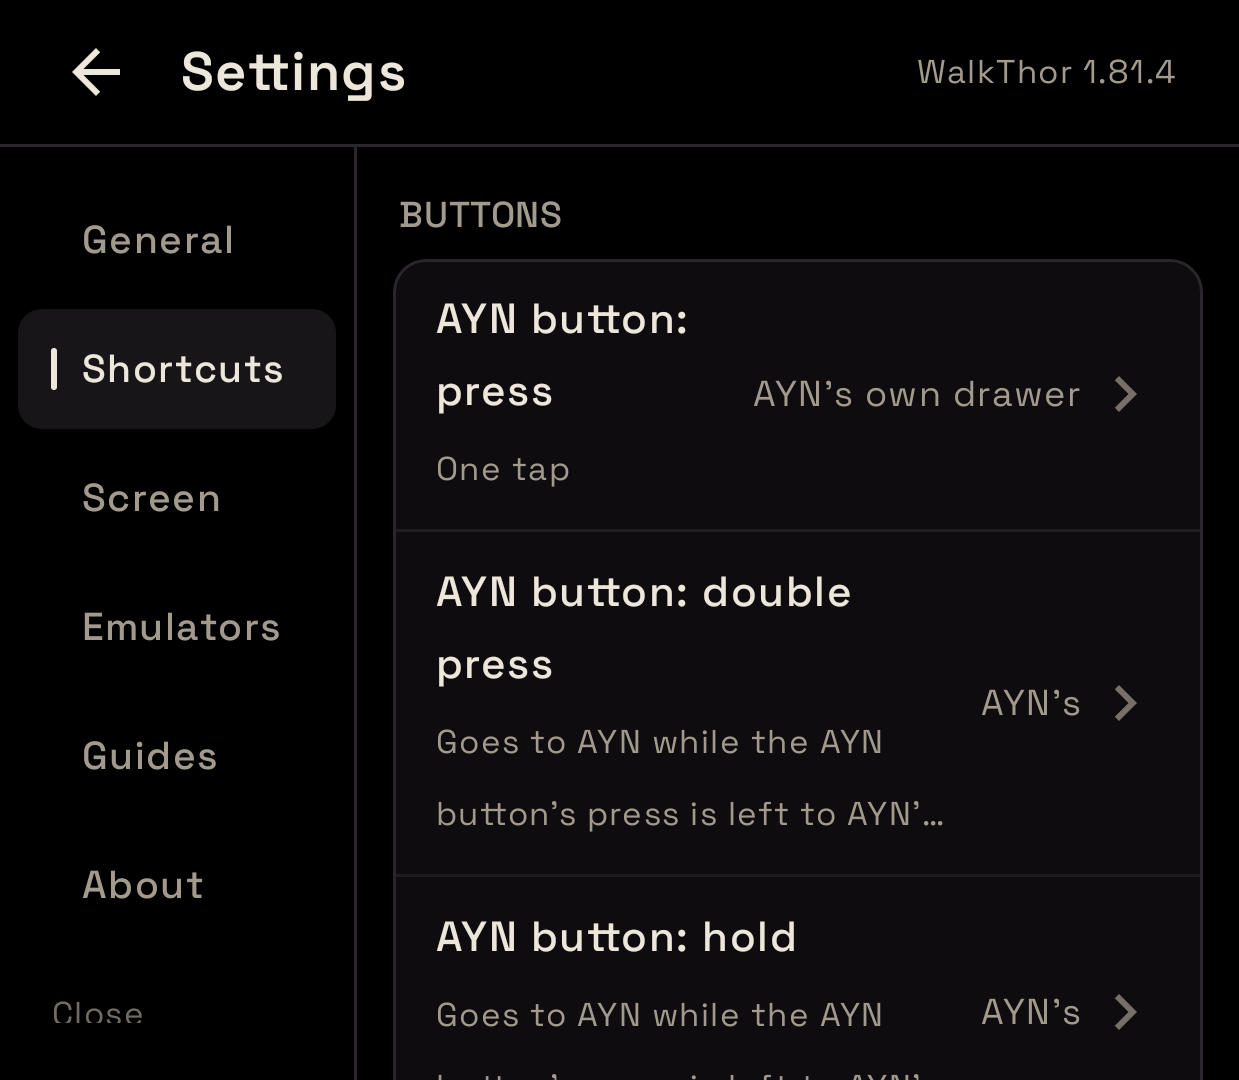 Settings
WalkThor 1.81.4
General
Shortcuts
Screen
Emulators
Guides
About
Close
BUTTONS
AYN button:
press
AYN's own drawer
One tap
AYN button: double
press
AYN's
Goes to AYN while the AYN
button's press is left to AYN'…
AYN button: hold
Goes to AYN while the AYN
AYN's